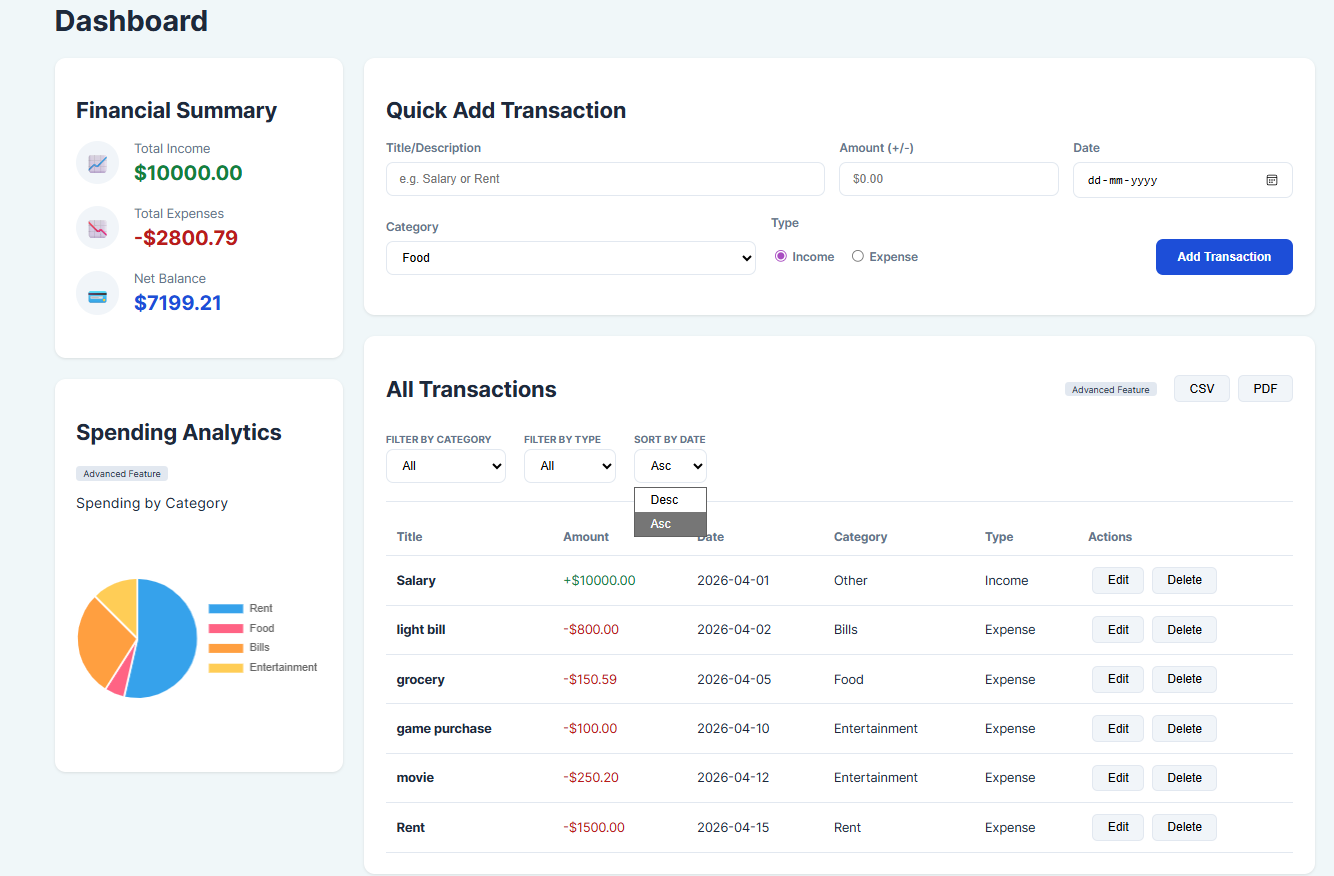 Dashboard
Financial Summary
Total Income
$10000.00
Total Expenses
-$2800.79
Net Balance
$7199.21
Quick Add Transaction
Title/Description Amount (+/-) Date
e.g. Salary or Rent $0.00 dd-mm-yyyy
Category Type
Food Income Expense Add Transaction
Spending Analytics
Advanced Feature
Spending by Category
Rent
Food
Bills
Entertainment
All Transactions Advanced Feature CSV PDF
FILTER BY CATEGORY FILTER BY TYPE SORT BY DATE
All All Asc
Desc
Asc
Title Amount Date Category Type Actions
Salary +$10000.00 2026-04-01 Other Income Edit Delete
light bill -$800.00 2026-04-02 Bills Expense Edit Delete
grocery -$150.59 2026-04-05 Food Expense Edit Delete
game purchase -$100.00 2026-04-10 Entertainment Expense Edit Delete
movie -$250.20 2026-04-12 Entertainment Expense Edit Delete
Rent -$1500.00 2026-04-15 Rent Expense Edit Delete